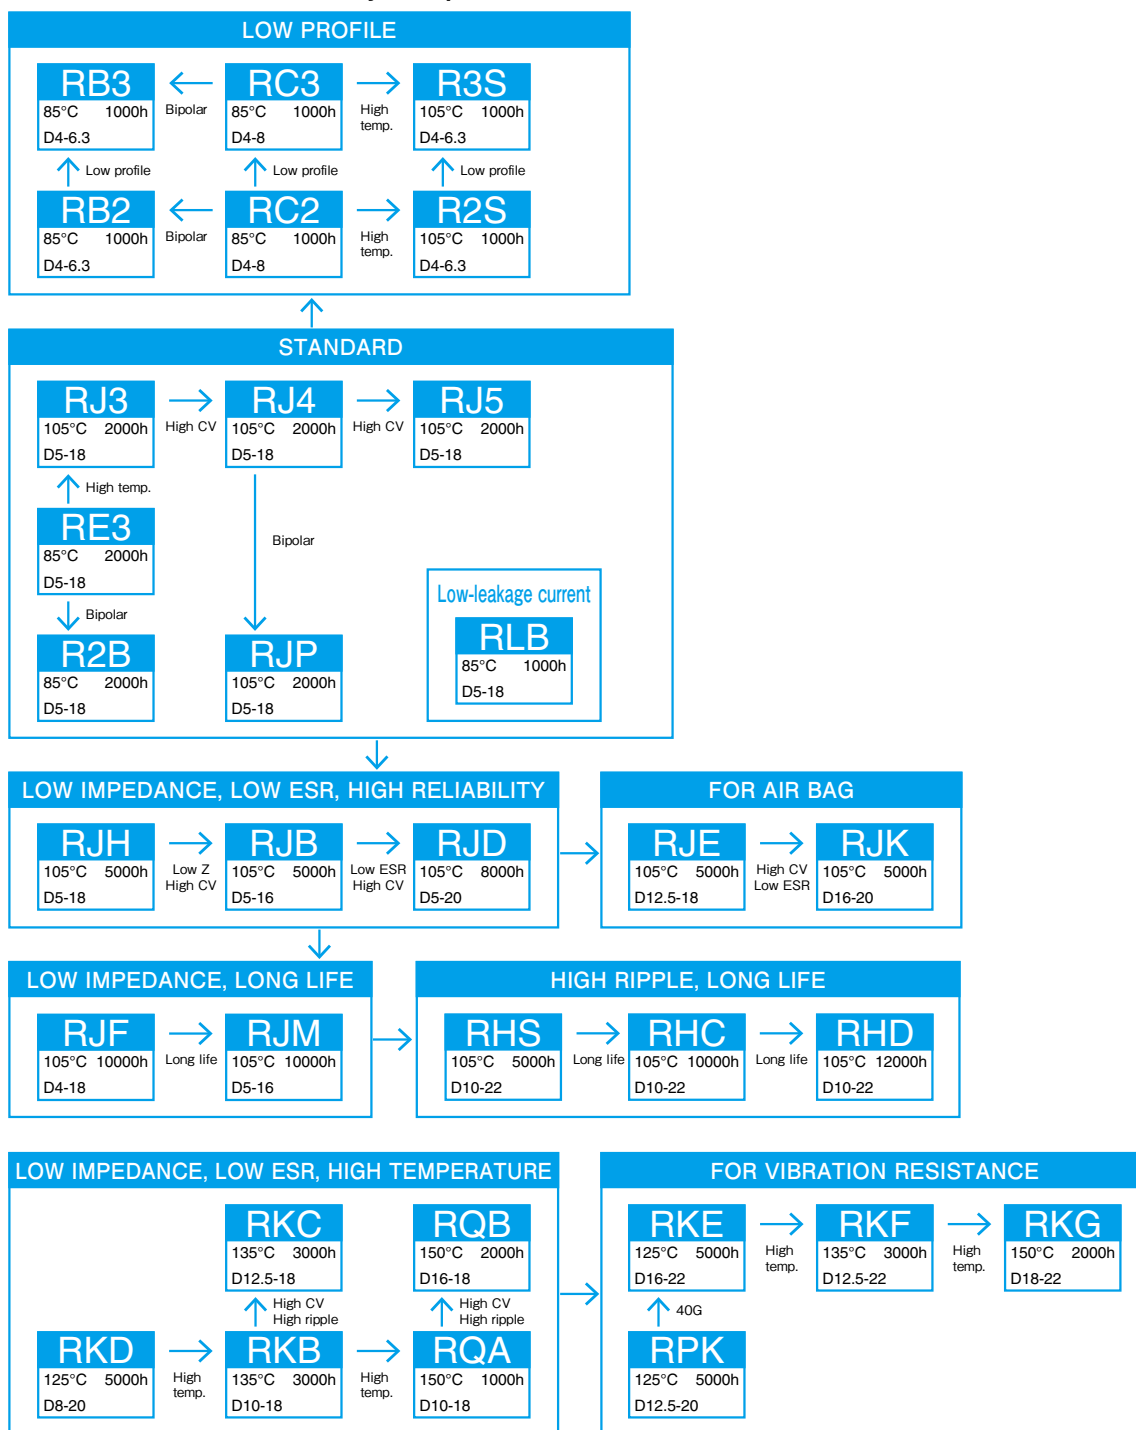 LOW PROFILE
RB3
85°C 1000h
D4-6.3
Bipolar
RC3
85°C 1000h
D4-8
High
temp.
R3S
105°C 1000h
D4-6.3
Low profile
Low profile
Low profile
RB2
85°C 1000h
D4-6.3
Bipolar
RC2
85°C 1000h
D4-8
High
temp.
R2S
105°C 1000h
D4-6.3
STANDARD
RJ3
105°C 2000h
D5-18
High CV
RJ4
105°C 2000h
D5-18
High CV
RJ5
105°C 2000h
D5-18
High temp.
RE3
85°C 2000h
D5-18
Bipolar
Bipolar
R2B
85°C 2000h
D5-18
RJP
105°C 2000h
D5-18
Low-leakage current
RLB
85°C 1000h
D5-18
LOW IMPEDANCE, LOW ESR, HIGH RELIABILITY
RJH
105°C 5000h
D5-18
Low Z
High CV
RJB
105°C 5000h
D5-16
Low ESR
High CV
RJD
105°C 8000h
D5-20
FOR AIR BAG
RJE
105°C 5000h
D12.5-18
High CV
Low ESR
RJK
105°C 5000h
D16-20
LOW IMPEDANCE, LONG LIFE
RJF
105°C 10000h
D4-18
Long life
RJM
105°C 10000h
D5-16
HIGH RIPPLE, LONG LIFE
RHS
105°C 5000h
D10-22
Long life
RHC
105°C 10000h
D10-22
Long life
RHD
105°C 12000h
D10-22
LOW IMPEDANCE, LOW ESR, HIGH TEMPERATURE
RKC
135°C 3000h
D12.5-18
RQB
150°C 2000h
D16-18
High CV
High ripple
High CV
High ripple
RKD
125°C 5000h
D8-20
High
temp.
RKB
135°C 3000h
D10-18
High
temp.
RQA
150°C 1000h
D10-18
FOR VIBRATION RESISTANCE
RKE
125°C 5000h
D16-22
High
temp.
RKF
135°C 3000h
D12.5-22
High
temp.
RKG
150°C 2000h
D18-22
40G
RPK
125°C 5000h
D12.5-20